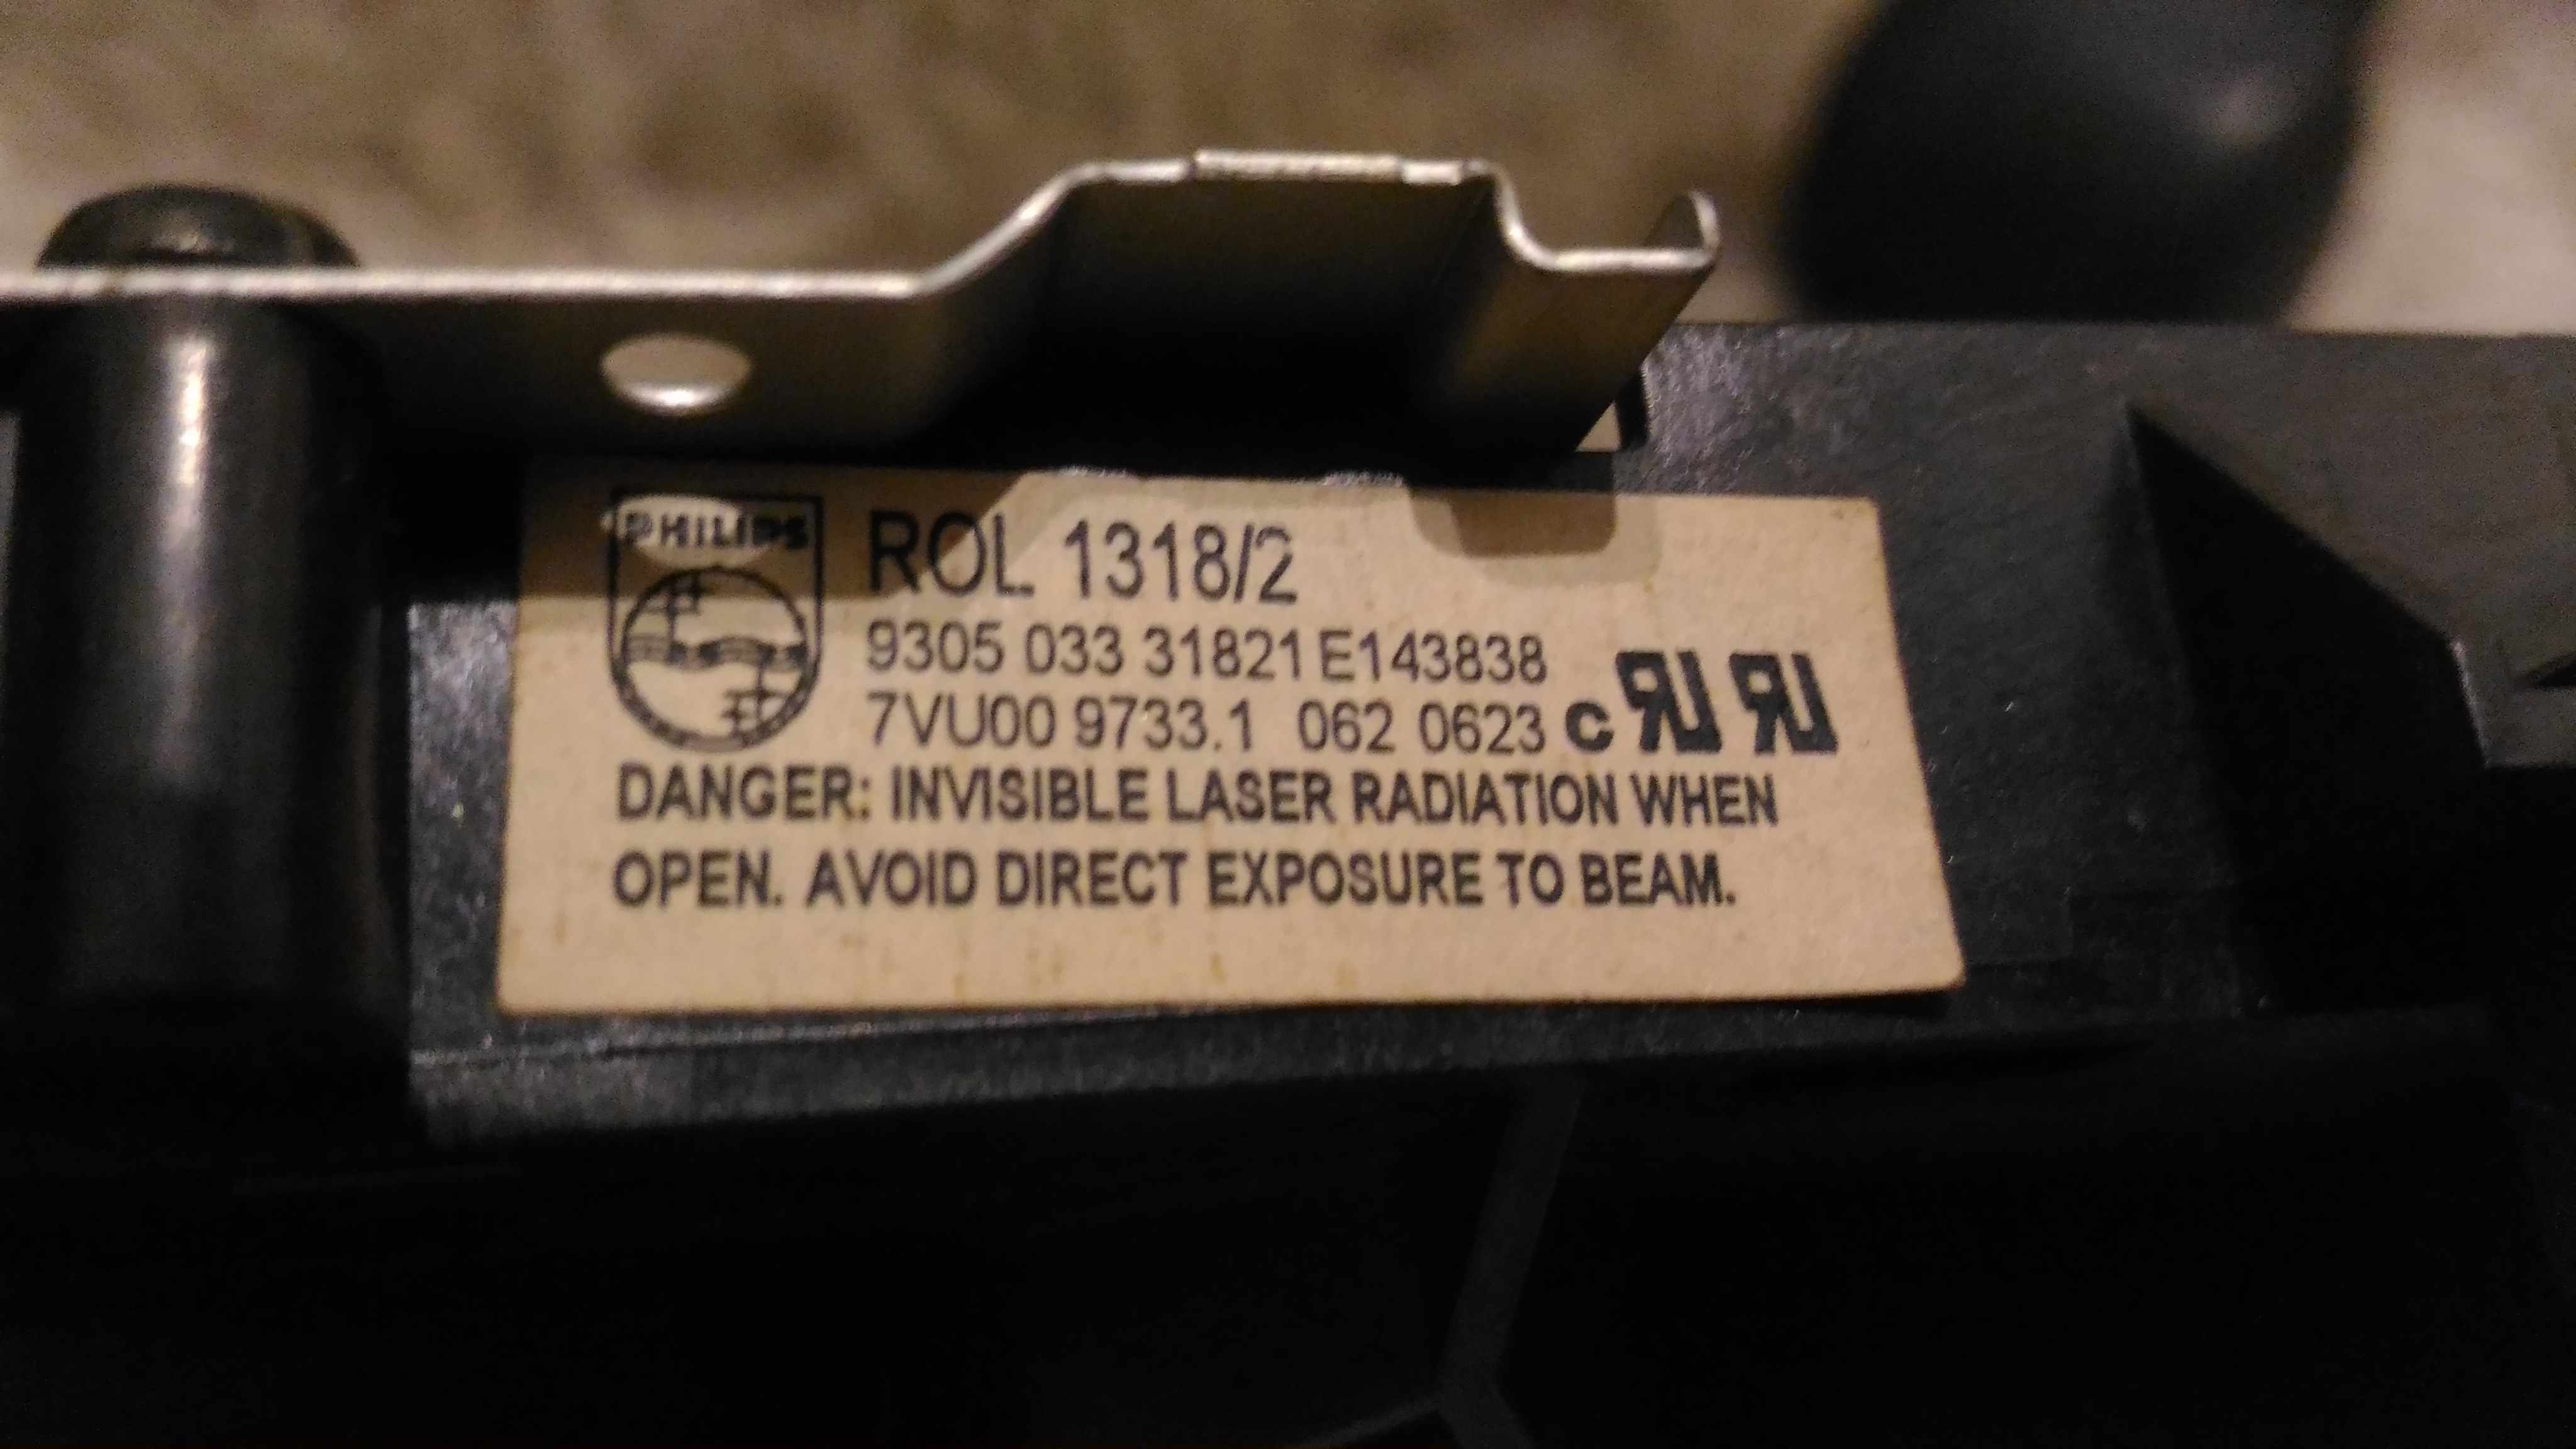 PHILIPS
ROL 1318/2
9305 033 31821 E143838
7VU00 9733.1 062 0623 c
DANGER: INVISIBLE LASER RADIATION WHEN
OPEN. AVOID DIRECT EXPOSURE TO BEAM.